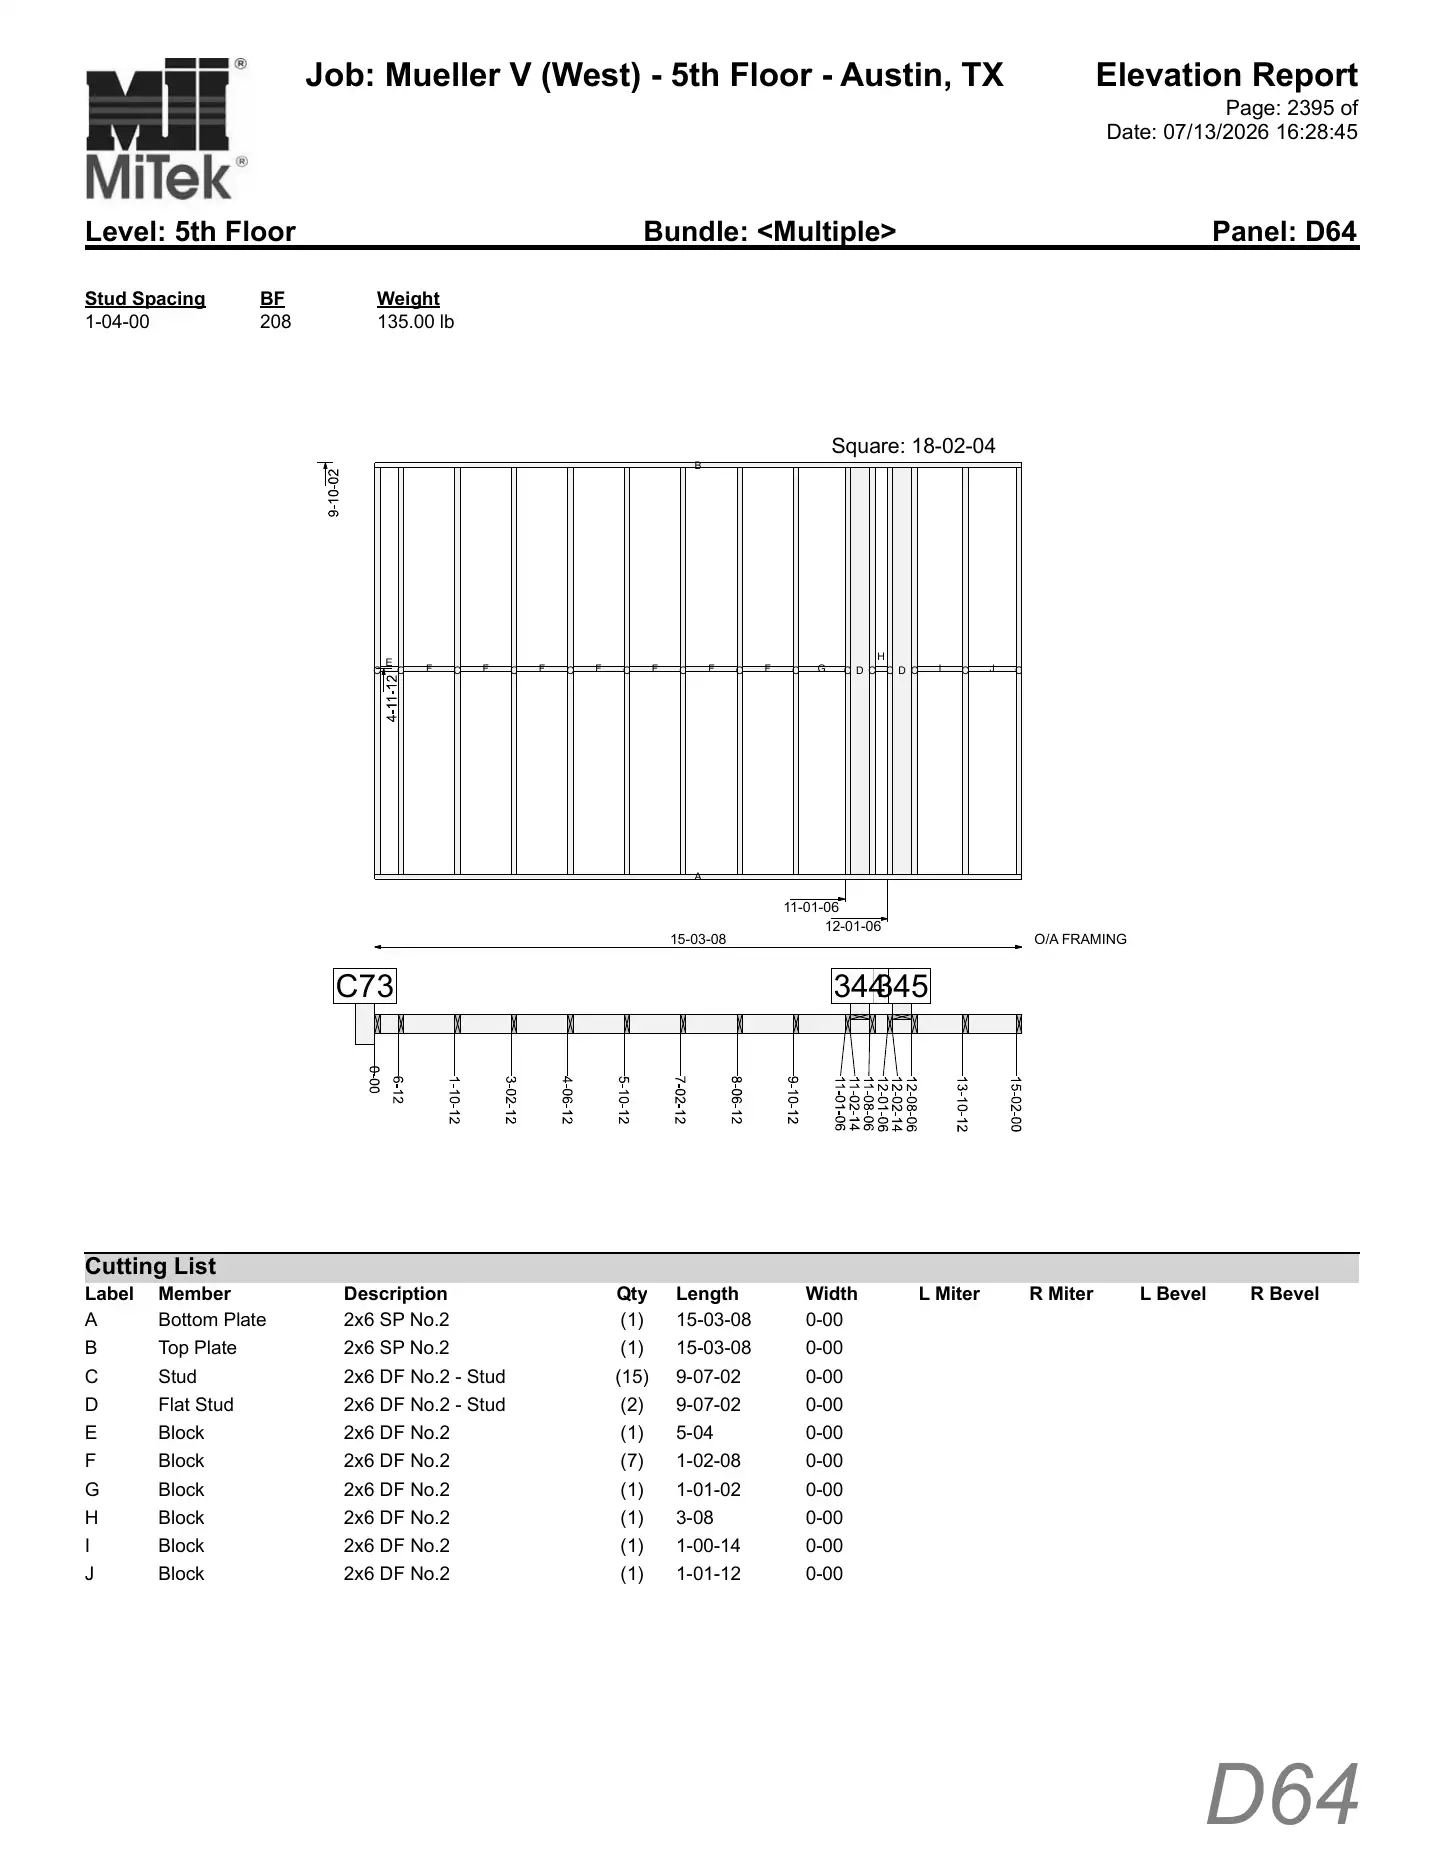 Job: Mueller V (West) - 5th Floor - Austin, TX
Elevation Report
Page: 2395 of
Date: 07/13/2026 16:28:45
MiTek®
Level: 5th Floor Bundle: <Multiple> Panel: D64
Stud Spacing BF Weight
1-04-00 208 135.00 lb
Square: 18-02-04
B
9-10-02
E F F F F F F F G D H D I J
4-11-12
A
11-01-06
12-01-06
15-03-08 O/A FRAMING
C73 344 345
0-00 6-12 1-10-12 3-02-12 4-06-12 5-10-12 7-02-12 8-06-12 9-10-12 11-01-06 11-02-14 11-08-06 12-01-06 12-02-14 12-08-06 13-10-12 15-02-00
Cutting List
Label Member Description Qty Length Width L Miter R Miter L Bevel R Bevel
A Bottom Plate 2x6 SP No.2 (1) 15-03-08 0-00
B Top Plate 2x6 SP No.2 (1) 15-03-08 0-00
C Stud 2x6 DF No.2 - Stud (15) 9-07-02 0-00
D Flat Stud 2x6 DF No.2 - Stud (2) 9-07-02 0-00
E Block 2x6 DF No.2 (1) 5-04 0-00
F Block 2x6 DF No.2 (7) 1-02-08 0-00
G Block 2x6 DF No.2 (1) 1-01-02 0-00
H Block 2x6 DF No.2 (1) 3-08 0-00
I Block 2x6 DF No.2 (1) 1-00-14 0-00
J Block 2x6 DF No.2 (1) 1-01-12 0-00
D64